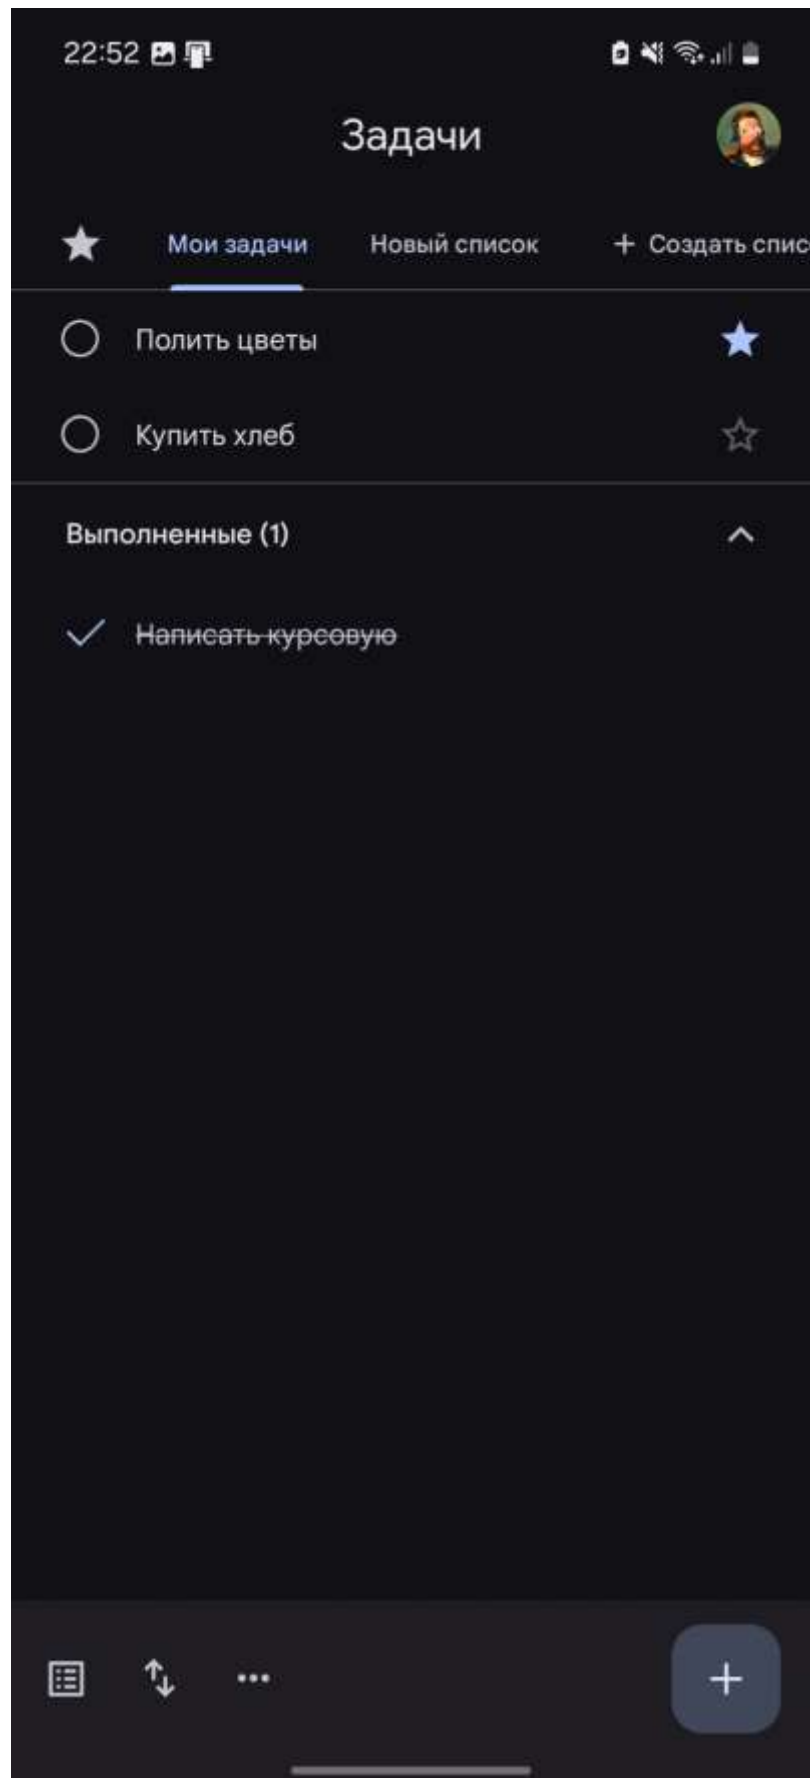 22:52
Задачи
Мои задачи Новый список + Создать спис
Полить цветы
Купить хлеб
Выполненные (1)
Написать курсовую